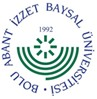 BOLU ABANT İZZET BAYSAL ÜNİVERSİTESİ
1992